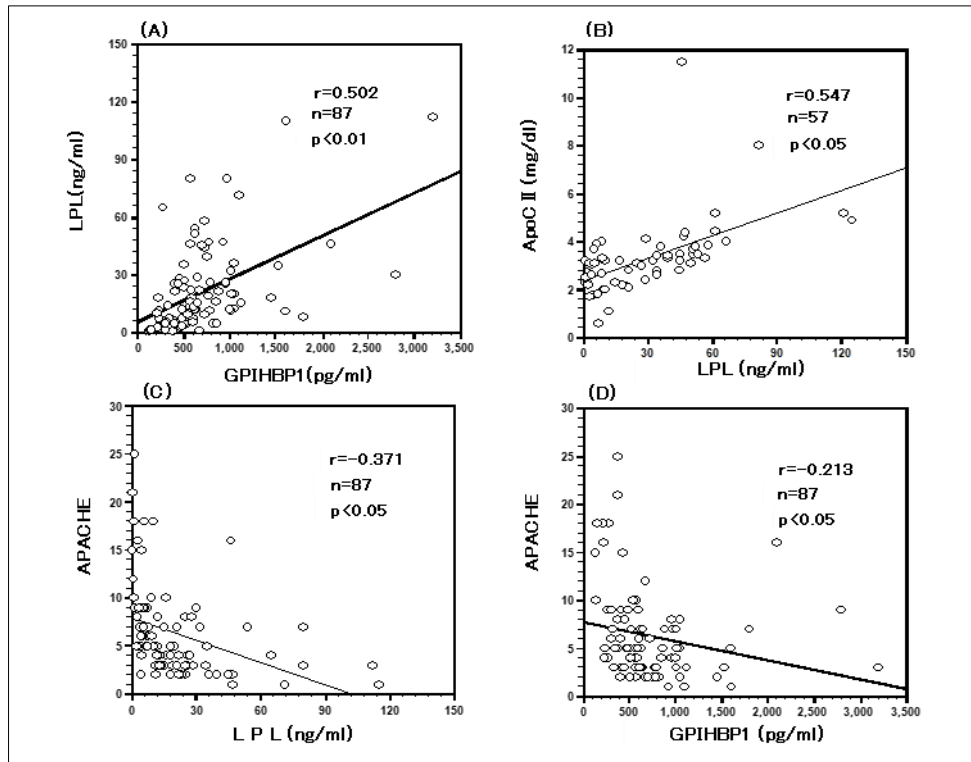 (A)
150
120
90
60
30
0
LPL(ng/ml)
r=0.502
n=87
p<0.01
0 500 1,000 1,500 2,000 2,500 3,000 3,500
GPIHBP1(pg/ml)
(B)
12
10
8
6
4
2
0
ApoCⅡ(mg/dl)
r=0.547
n=57
p<0.05
0 30 60 90 120 150
LPL (ng/ml)
(C)
30
25
20
15
10
5
0
APACHE
r=-0.371
n=87
p<0.05
0 30 60 90 120 150
L P L (ng/ml)
(D)
30
25
20
15
10
5
0
APACHE
r=-0.213
n=87
p<0.05
0 500 1,000 1,500 2,000 2,500 3,000 3,500
GPIHBP1 (pg/ml)